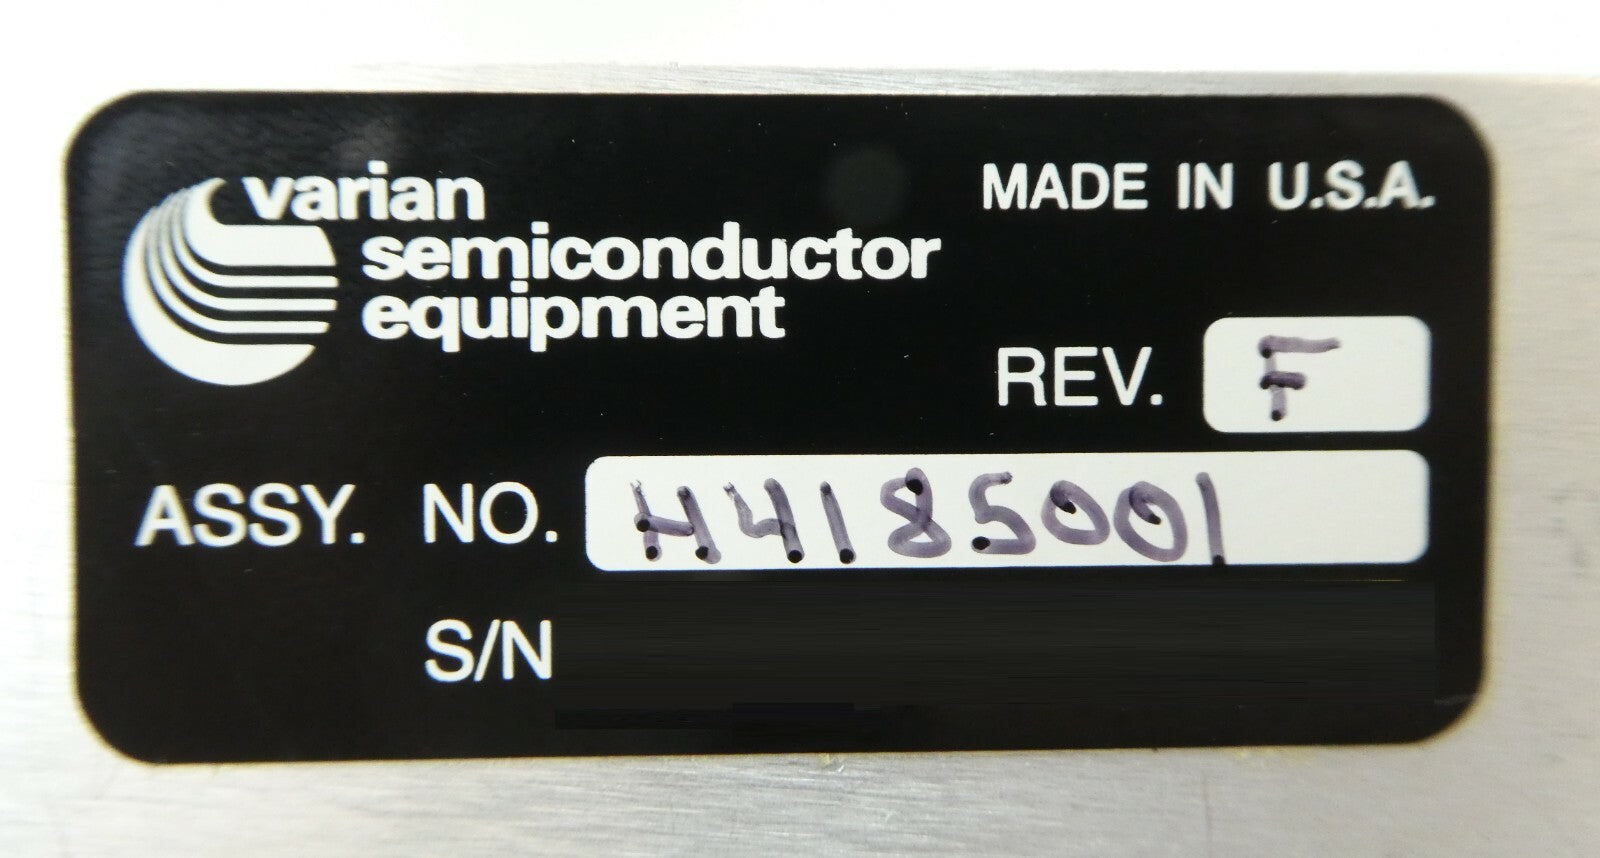 varian
semiconductor
equipment
MADE IN U.S.A.
REV. F
ASSY. NO. H4185001
S/N